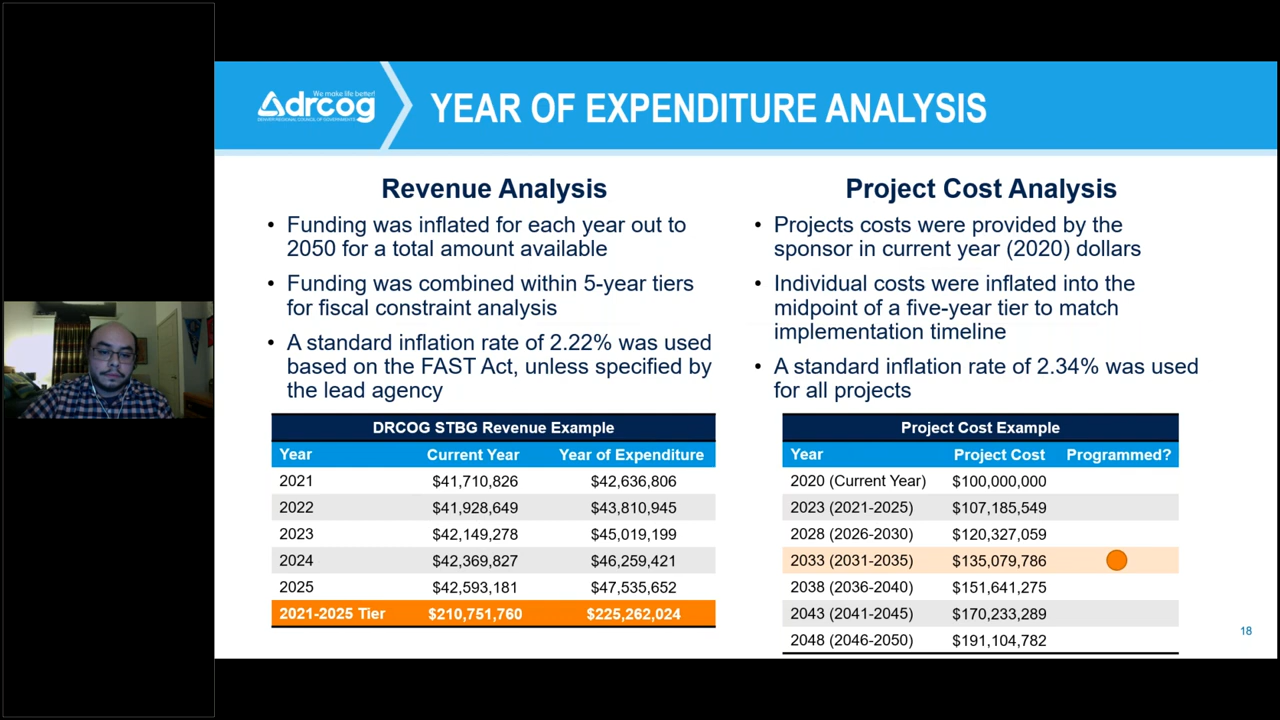 We make life better!
drcog
DENVER REGIONAL COUNCIL OF GOVERNMENTS
YEAR OF EXPENDITURE ANALYSIS
Revenue Analysis
• Funding was inflated for each year out to
2050 for a total amount available
• Funding was combined within 5-year tiers
for fiscal constraint analysis
• A standard inflation rate of 2.22% was used
based on the FAST Act, unless specified by
the lead agency
DRCOG STBG Revenue Example
Year Current Year Year of Expenditure
2021 $41,710,826 $42,636,806
2022 $41,928,649 $43,810,945
2023 $42,149,278 $45,019,199
2024 $42,369,827 $46,259,421
2025 $42,593,181 $47,535,652
2021-2025 Tier $210,751,760 $225,262,024
Project Cost Analysis
• Projects costs were provided by the
sponsor in current year (2020) dollars
• Individual costs were inflated into the
midpoint of a five-year tier to match
implementation timeline
• A standard inflation rate of 2.34% was used
for all projects
Project Cost Example
Year Project Cost Programmed?
2020 (Current Year) $100,000,000
2023 (2021-2025) $107,185,549
2028 (2026-2030) $120,327,059
2033 (2031-2035) $135,079,786
2038 (2036-2040) $151,641,275
2043 (2041-2045) $170,233,289
2048 (2046-2050) $191,104,782
18